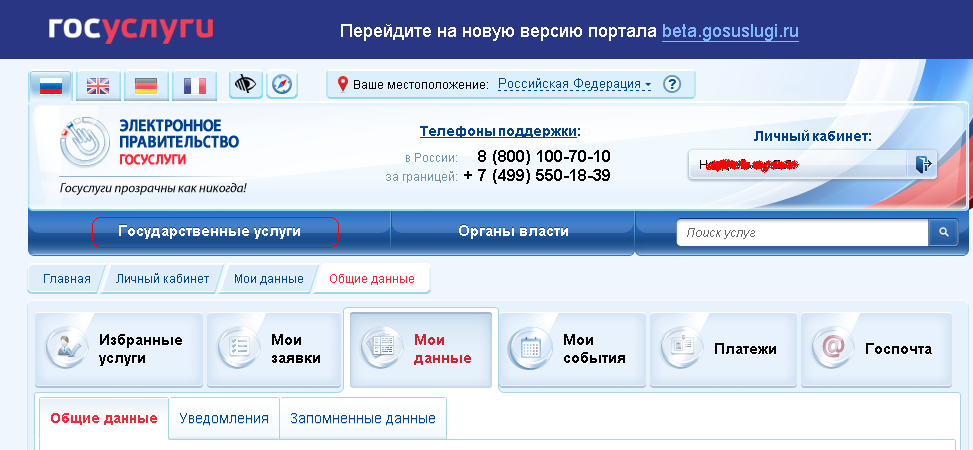 госуслуги
Перейдите на новую версию портала beta.gosuslugi.ru
Ваше местоположение: Российская Федерация ?
ЭЛЕКТРОННОЕ
ПРАВИТЕЛЬСТВО
ГОСУСЛУГИ
Госуслуги прозрачны как никогда!
Телефоны поддержки:
в России: 8 (800) 100-70-10
за границей: + 7 (499) 550-18-39
Личный кабинет:
Государственные услуги
Органы власти
Поиск услуг
Главная
Личный кабинет
Мои данные
Общие данные
Избранные
услуги
Мои
заявки
Мои
данные
Мои
события
Платежи
@
Госпочта
Общие данные
Уведомления
Запомненные данные